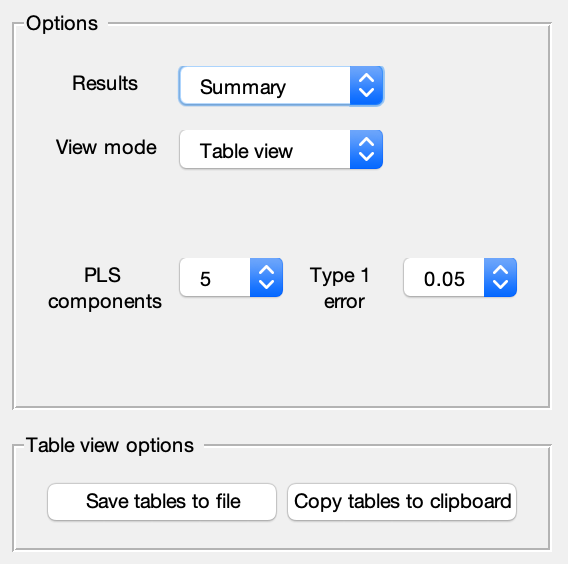 Options
Results Summary
View mode Table view
PLS components 5 Type 1 error 0.05
Table view options
Save tables to file Copy tables to clipboard